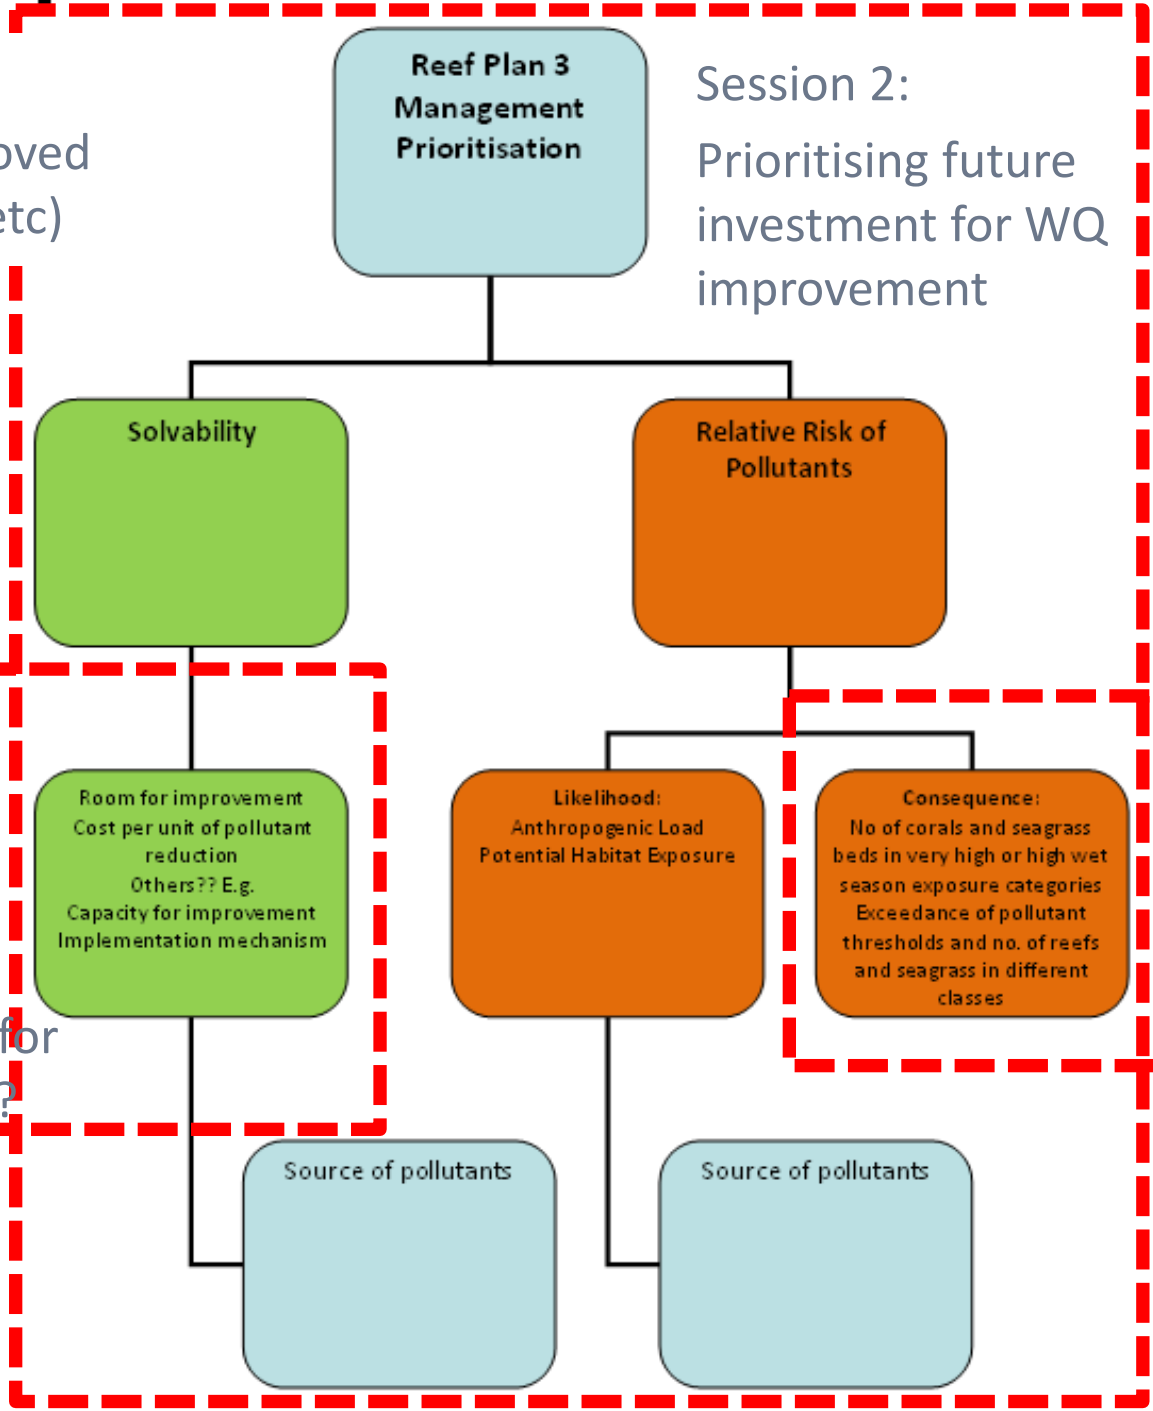 Reef Plan 3
Management
Prioritisation
Session 2:
Prioritising future
investment for WQ
improvement
oved
etc)
Solvability
Relative Risk of
Pollutants
Room for improvement
Cost per unit of pollutant
reduction
Others?? E.g.
Capacity for improvement
Implementation mechanism
Likelihood:
Anthropogenic Load
Potential Habitat Exposure
Consequence:
No of corals and seagrass
beds in very high or high wet
season exposure categories
Exceedance of pollutant
thresholds and no. of reefs
and seagrass in different
classes
for
?
Source of pollutants
Source of pollutants